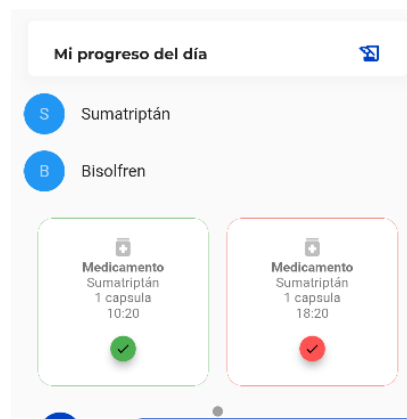 Mi progreso del día
S Sumatriptán
B Bisolfren
Medicamento
Sumatriptán
1 capsula
10:20
Medicamento
Sumatriptán
1 capsula
18:20